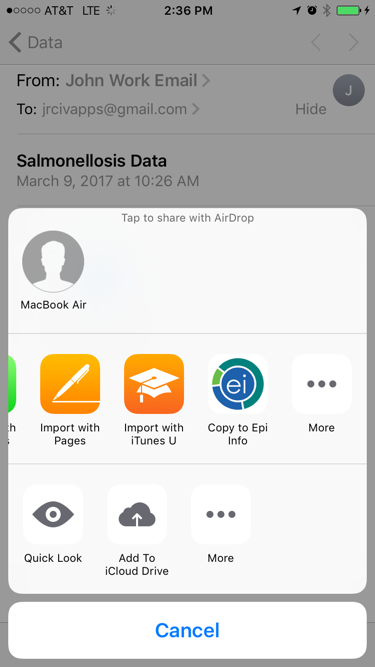 AT&T LTE 2:36 PM
Data
From: John Work Email
To: jrcivapps@gmail.com Hide
J
Salmonellosis Data
March 9, 2017 at 10:26 AM
Tap to share with AirDrop
MacBook Air
ei
Import with
Pages
Import with
iTunes U
Copy to Epi
Info
More
Quick Look
Add To
iCloud Drive
More
Cancel